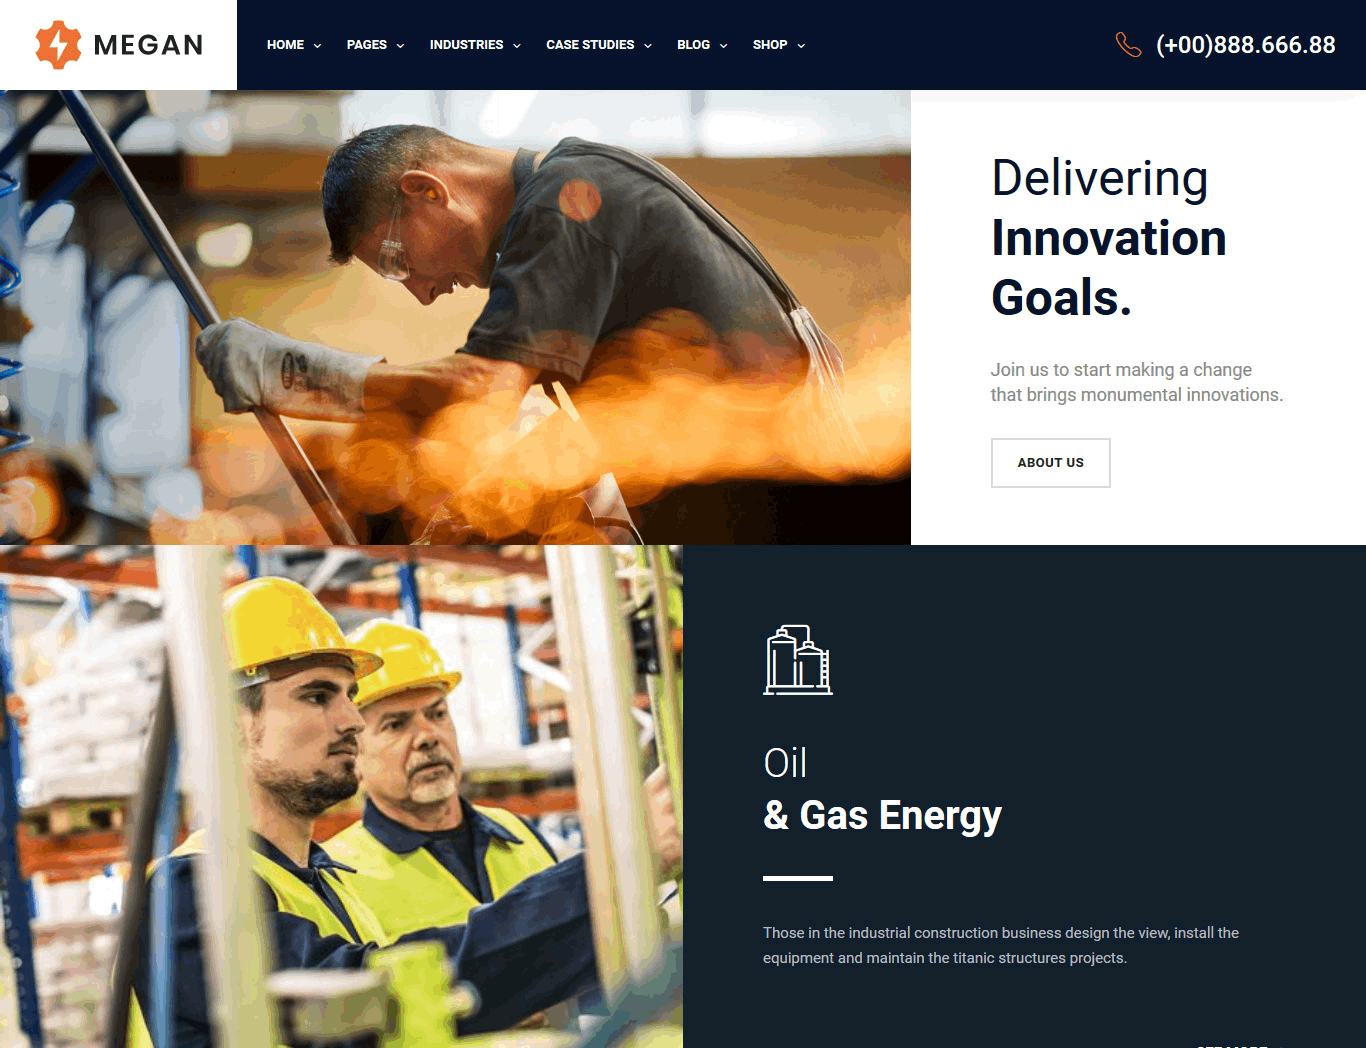 MEGAN
HOME PAGES INDUSTRIES CASE STUDIES BLOG SHOP
(+00)888.666.88
Delivering
Innovation
Goals.
Join us to start making a change
that brings monumental innovations.
ABOUT US
Oil
& Gas Energy
Those in the industrial construction business design the view, install the
equipment and maintain the titanic structures projects.